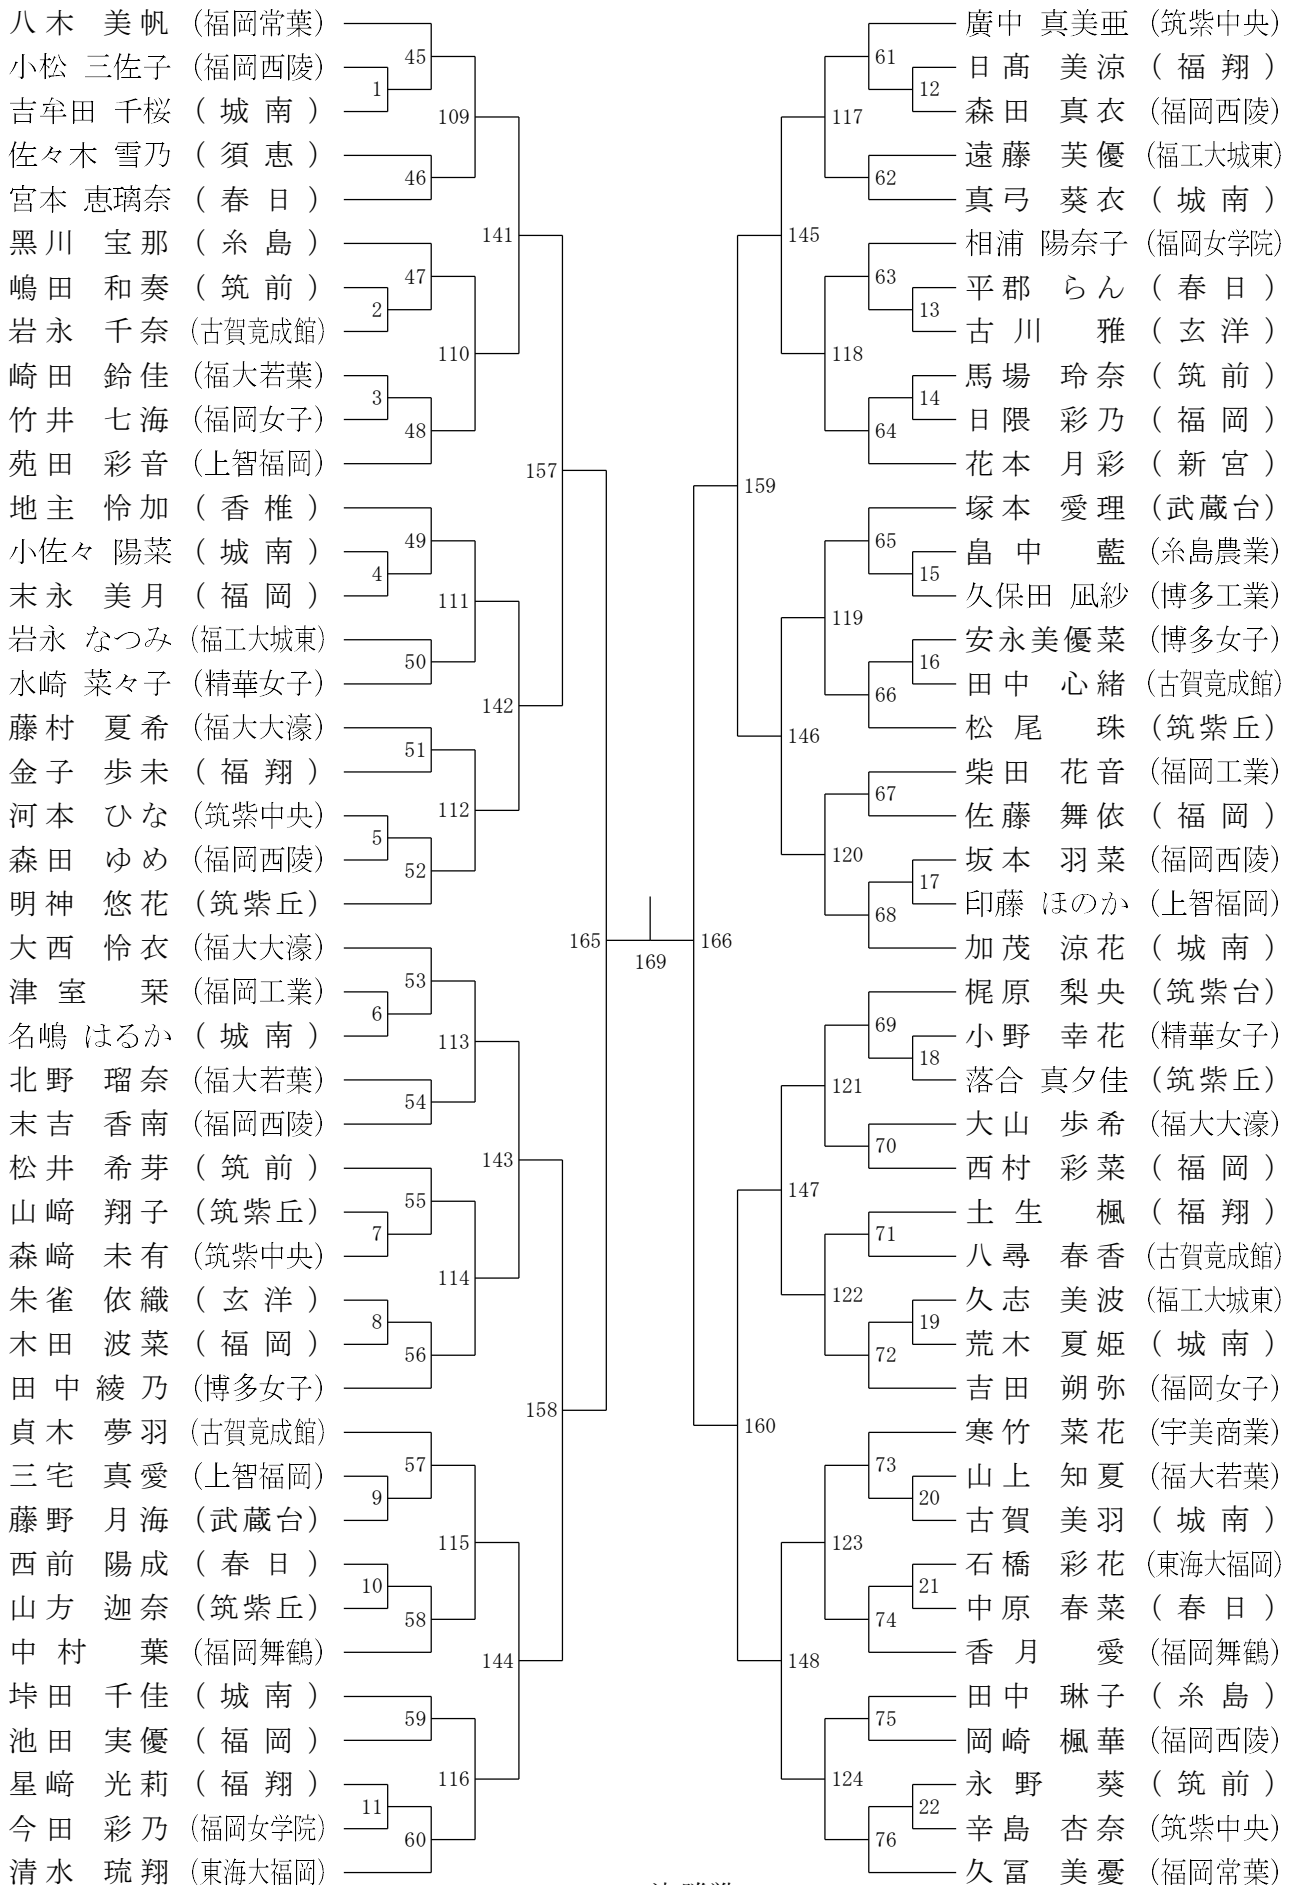 八木 美帆 (福岡常葉)
小松 三佐子 (福岡西陵)
吉牟田 千桜 (城南)
佐々木 雪乃 (須恵)
宮本 恵璃奈 (春日)
黒川 宝那 (糸島)
嶋田 和奏 (筑前)
岩永 千奈 (古賀竟成館)
崎田 鈴佳 (福大若葉)
竹井 七海 (福岡女子)
苑田 彩音 (上智福岡)
地主 怜加 (香椎)
小佐々 陽菜 (城南)
末永 美月 (福岡)
岩永 なつみ (福工大城東)
水崎 菜々子 (精華女子)
藤村 夏希 (福大大濠)
金子 歩未 (福翔)
河本 ひな (筑紫中央)
森田 ゆめ (福岡西陵)
明神 悠花 (筑紫丘)
大西 怜衣 (福大大濠)
津室 栞 (福岡工業)
名嶋 はるか (城南)
北野 瑠奈 (福大若葉)
末吉 香南 (福岡西陵)
松井 希芽 (筑前)
山﨑 翔子 (筑紫丘)
森﨑 未有 (筑紫中央)
朱雀 依織 (玄洋)
木田 波菜 (福岡)
田中綾乃 (博多女子)
貞木 夢羽 (古賀竟成館)
三宅 真愛 (上智福岡)
藤野 月海 (武蔵台)
西前 陽成 (春日)
山方 迦奈 (筑紫丘)
中村 葉 (福岡舞鶴)
垰田 千佳 (城南)
池田 実優 (福岡)
星﨑 光莉 (福翔)
今田 彩乃 (福岡女学院)
清水 琉翔 (東海大福岡)
1
2
3
4
5
6
7
8
9
10
11
45
46
47
48
49
50
51
52
53
54
55
56
57
58
59
60
109
110
111
112
113
114
115
116
141
142
143
144
157
158
165
169
166
159
160
145
146
147
148
117
118
119
120
121
122
123
124
61
62
63
64
65
66
67
68
69
70
71
72
73
74
75
76
12
13
14
15
16
17
18
19
20
21
22
廣中 真美亜 (筑紫中央)
日髙 美涼 (福翔)
森田 真衣 (福岡西陵)
遠藤 芙優 (福工大城東)
真弓 葵衣 (城南)
相浦 陽奈子 (福岡女学院)
平郡 らん (春日)
古川 雅 (玄洋)
馬場 玲奈 (筑前)
日隈 彩乃 (福岡)
花本 月彩 (新宮)
塚本 愛理 (武蔵台)
畠中 藍 (糸島農業)
久保田 凪紗 (博多工業)
安永美優菜 (博多女子)
田中 心緒 (古賀竟成館)
松尾 珠 (筑紫丘)
柴田 花音 (福岡工業)
佐藤 舞依 (福岡)
坂本 羽菜 (福岡西陵)
印藤 ほのか (上智福岡)
加茂 涼花 (城南)
梶原 梨央 (筑紫台)
小野 幸花 (精華女子)
落合 真夕佳 (筑紫丘)
大山 歩希 (福大大濠)
西村 彩菜 (福岡)
土生 楓 (福翔)
八尋 春香 (古賀竟成館)
久志 美波 (福工大城東)
荒木 夏姫 (城南)
吉田 朔弥 (福岡女子)
寒竹 菜花 (宇美商業)
山上 知夏 (福大若葉)
古賀 美羽 (城南)
石橋 彩花 (東海大福岡)
中原 春菜 (春日)
香月 愛 (福岡舞鶴)
田中 琳子 (糸島)
岡崎 楓華 (福岡西陵)
永野 葵 (筑前)
辛島 杏奈 (筑紫中央)
久冨 美憂 (福岡常葉)